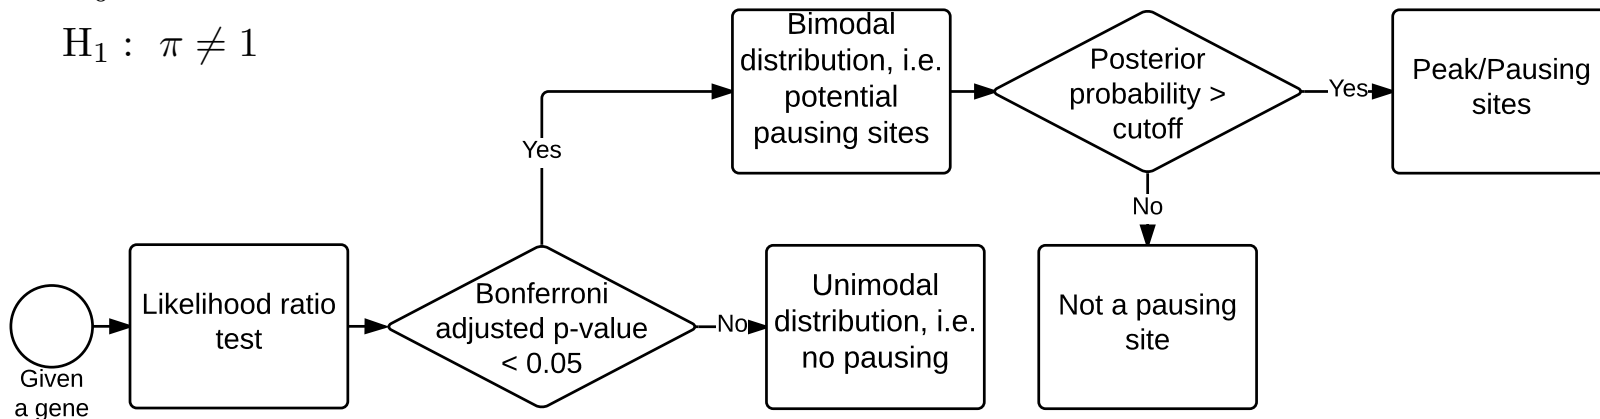 H₁ : π ≠ 1
Given
a gene
Likelihood ratio
test
Bonferroni
adjusted p-value
< 0.05
Yes
No
Unimodal
distribution, i.e.
no pausing
Bimodal
distribution, i.e.
potential
pausing sites
Posterior
probability >
cutoff
Yes
No
Peak/Pausing
sites
Not a pausing
site